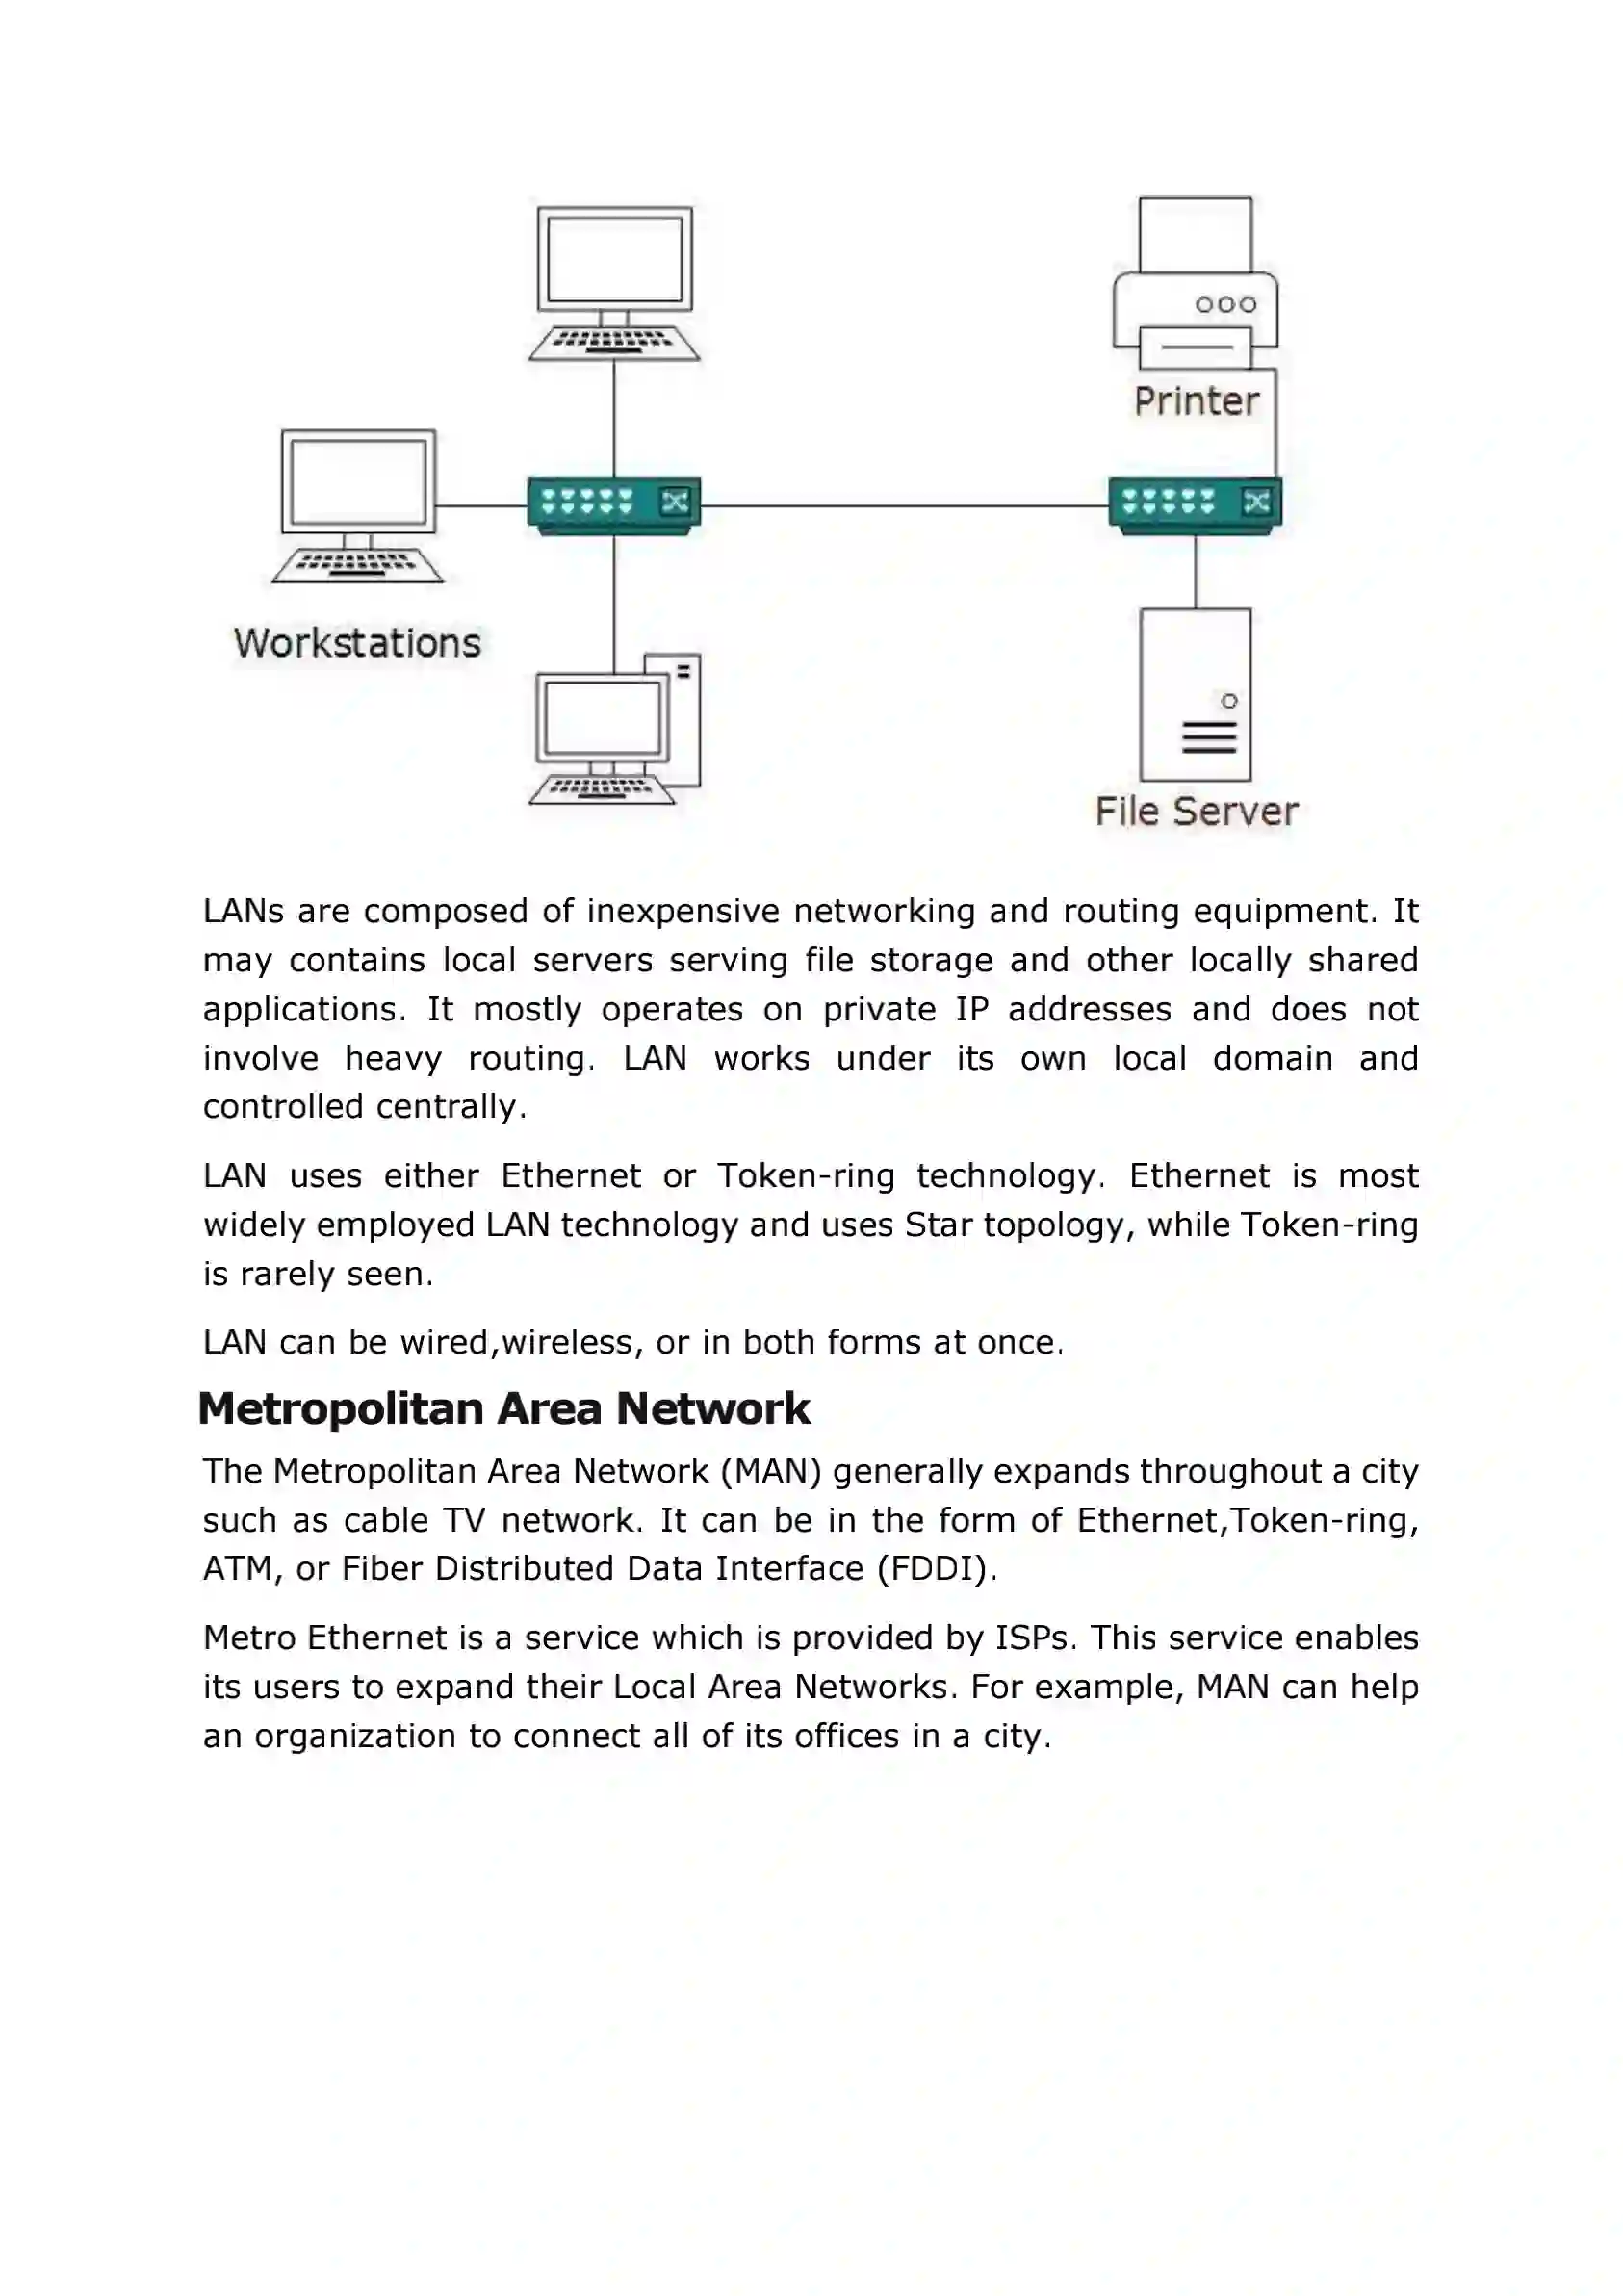 Printer
Workstations
File Server
LANs are composed of inexpensive networking and routing equipment. It
may contains local servers serving file storage and other locally shared
applications. It mostly operates on private IP addresses and does not
involve heavy routing. LAN works under its own local domain and
controlled centrally.
LAN uses either Ethernet or Token-ring technology. Ethernet is most
widely employed LAN technology and uses Star topology, while Token-ring
is rarely seen.
LAN can be wired,wireless, or in both forms at once.
Metropolitan Area Network
The Metropolitan Area Network (MAN) generally expands throughout a city
such as cable TV network. It can be in the form of Ethernet,Token-ring,
ATM, or Fiber Distributed Data Interface (FDDI).
Metro Ethernet is a service which is provided by ISPs. This service enables
its users to expand their Local Area Networks. For example, MAN can help
an organization to connect all of its offices in a city.